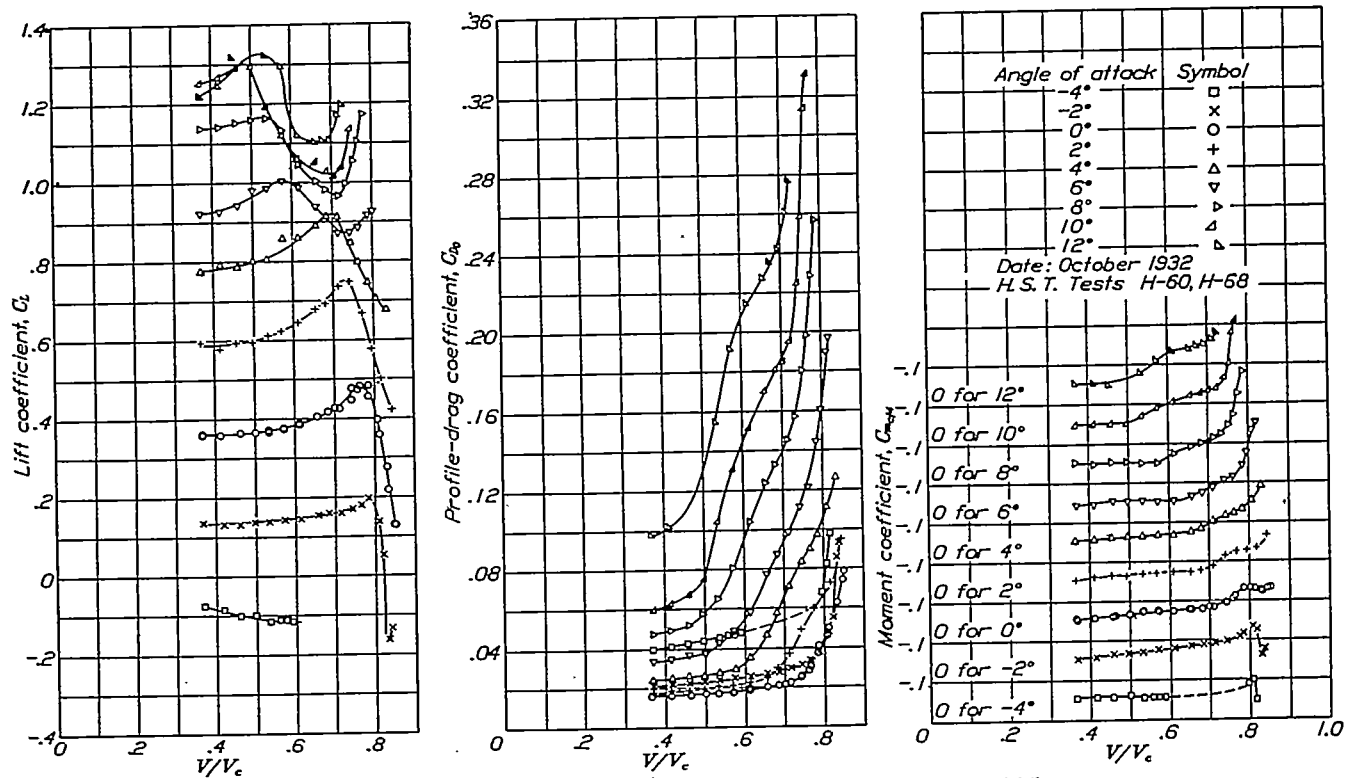 Lift coefficient, C_L
1.4
1.2
1.0
.8
.6
.4
.2
0
-.2
-.4
0
.2
.4
.6
.8
V/V_c
Profile-drag coefficient, C_D0
.36
.32
.28
.24
.20
.16
.12
.08
.04
0
.2
.4
.6
.8
V/V_c
Angle of attack Symbol
-4° □
-2° ×
0° ○
2° +
4° △
6° ▽
8° ▷
10° ◿
12° ◺
Date: October 1932
H.S.T. Tests H-60, H-68
Moment coefficient, C_m c/4
-.1
0 for 12°
-.1
0 for 10°
-.1
0 for 8°
-.1
0 for 6°
-.1
0 for 4°
-.1
0 for 2°
-.1
0 for 0°
-.1
0 for -2°
-.1
0 for -4°
0
.2
.4
.6
.8
1.0
V/V_c